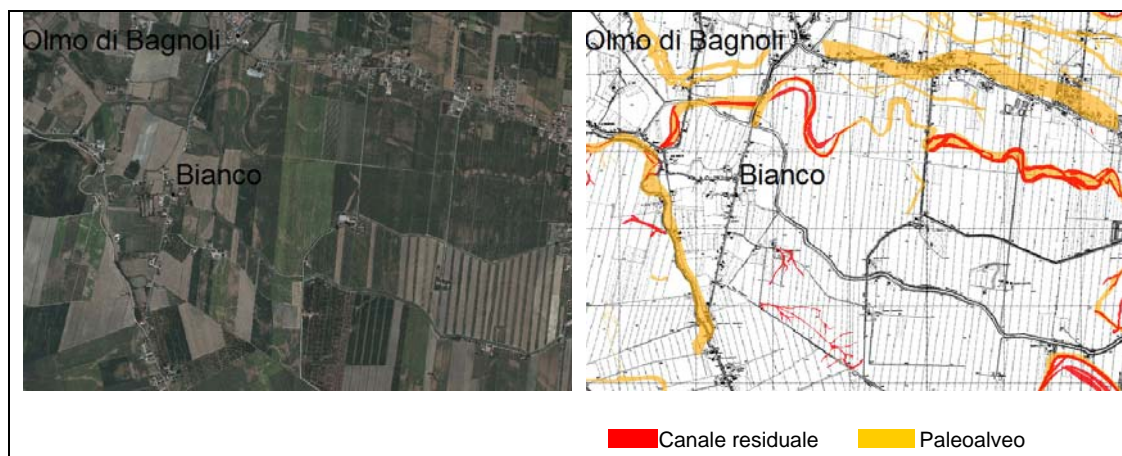 Olmo di Bagnoli
Bianco
Olmo di Bagnoli
Bianco
Canale residuale
Paleoalveo